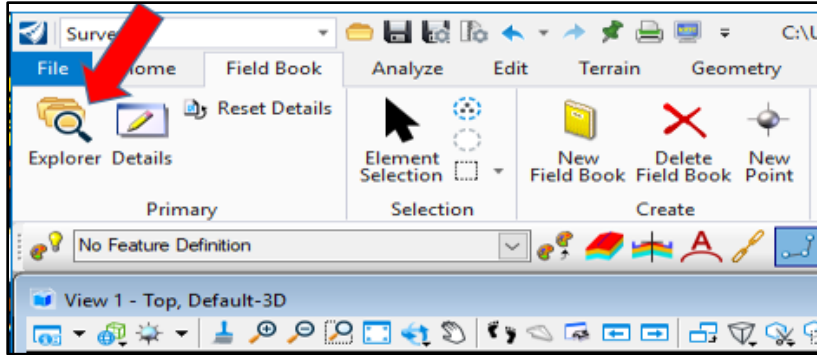 Surve
C:\U
File Home Field Book Analyze Edit Terrain Geometry
Reset Details
Explorer Details
Element
Selection
New
Field Book
Delete
Field Book
New
Point
Primary Selection Create
No Feature Definition
View 1 - Top, Default-3D